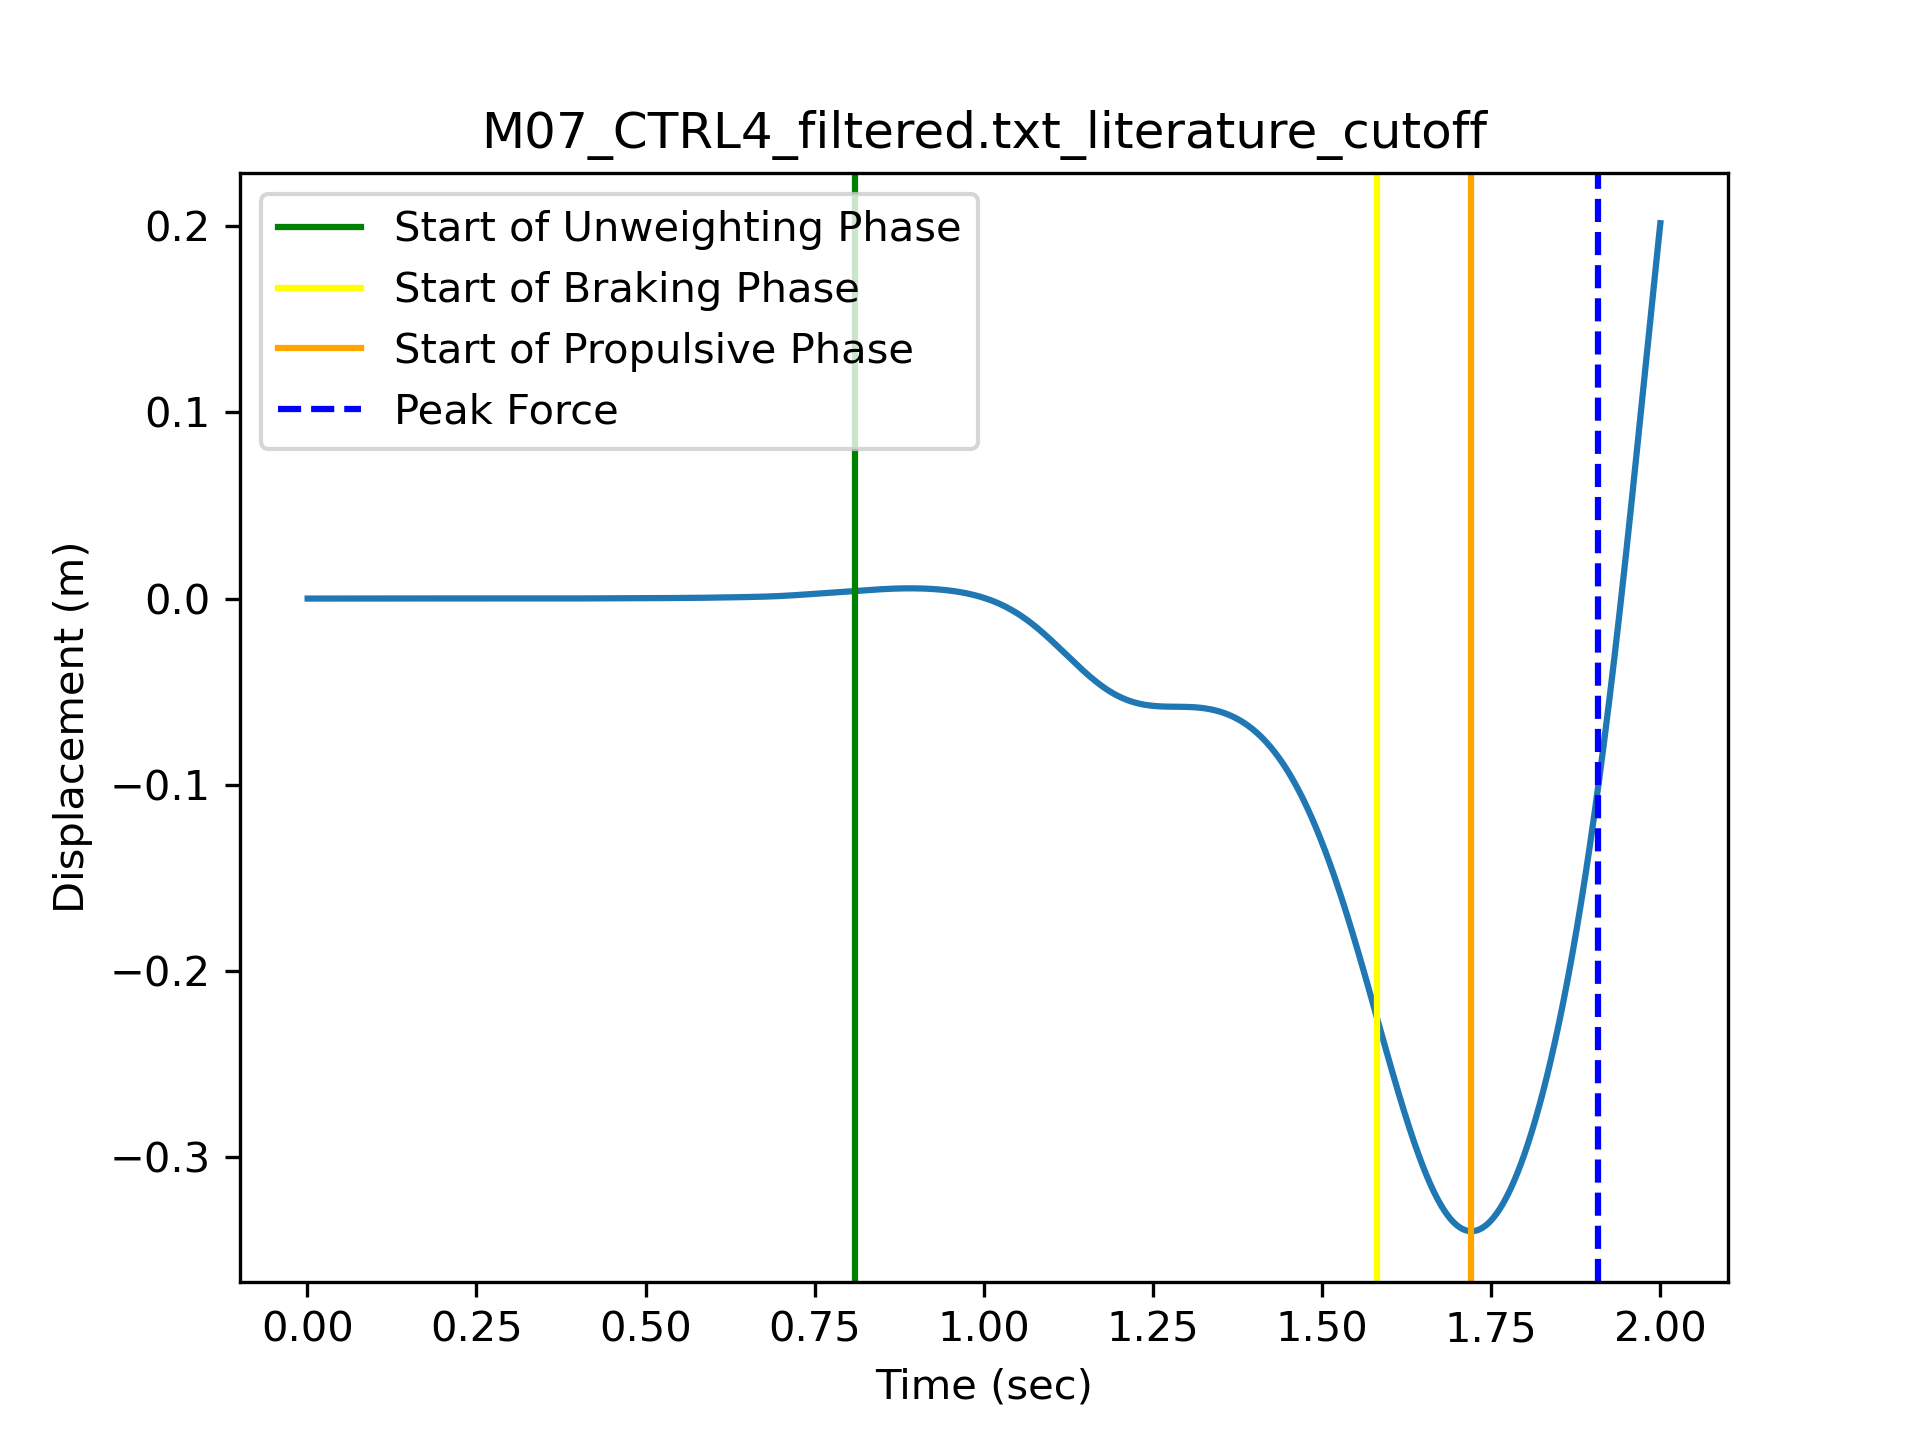 M07_CTRL4_filtered.txt_literature_cutoff
Start of Unweighting Phase
Start of Braking Phase
Start of Propulsive Phase
Peak Force
0.2
0.1
0.0
−0.1
−0.2
−0.3
Displacement (m)
0.00 0.25 0.50 0.75 1.00 1.25 1.50 1.75 2.00
Time (sec)